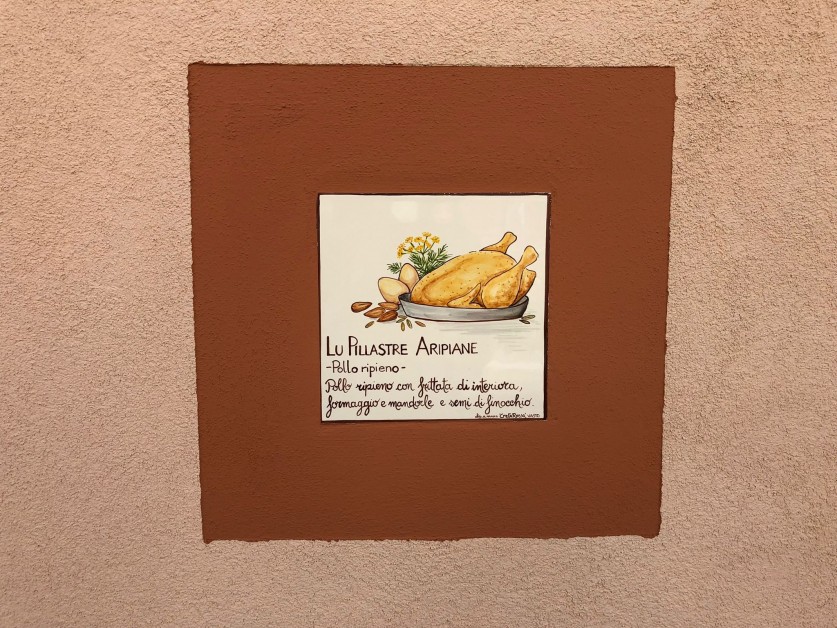 LU PILLASTRE ARIPIANE
-Pollo ripieno-
Pollo ripieno con frittata di interiora,
formaggio e mandorle e semi di finocchio.